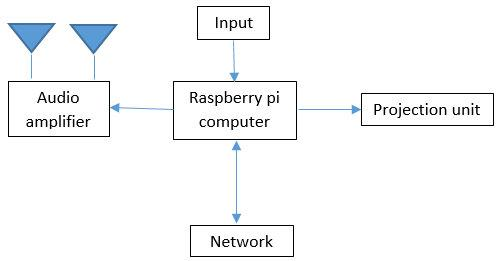 Input
Audio
amplifier
Raspberry pi
computer
Projection unit
Network